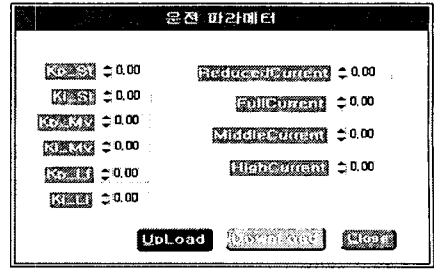 운전 파라메터
Kp_St 0.00
Ki_St 0.00
Kp_Mv 0.00
Ki_Mv 0.00
Kp_Lf 0.00
0.00
ReducedCurrent 0.00
FullCurrent 0.00
MiddleCurrent 0.00
HighCurrent 0.00
UpLoad DownLoad Close